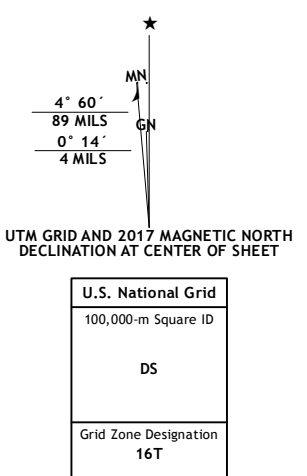 ★
MN
4° 60´
89 MILS
GN
0° 14´
4 MILS
UTM GRID AND 2017 MAGNETIC NORTH
DECLINATION AT CENTER OF SHEET
U.S. National Grid
100,000-m Square ID
DS
Grid Zone Designation
16T